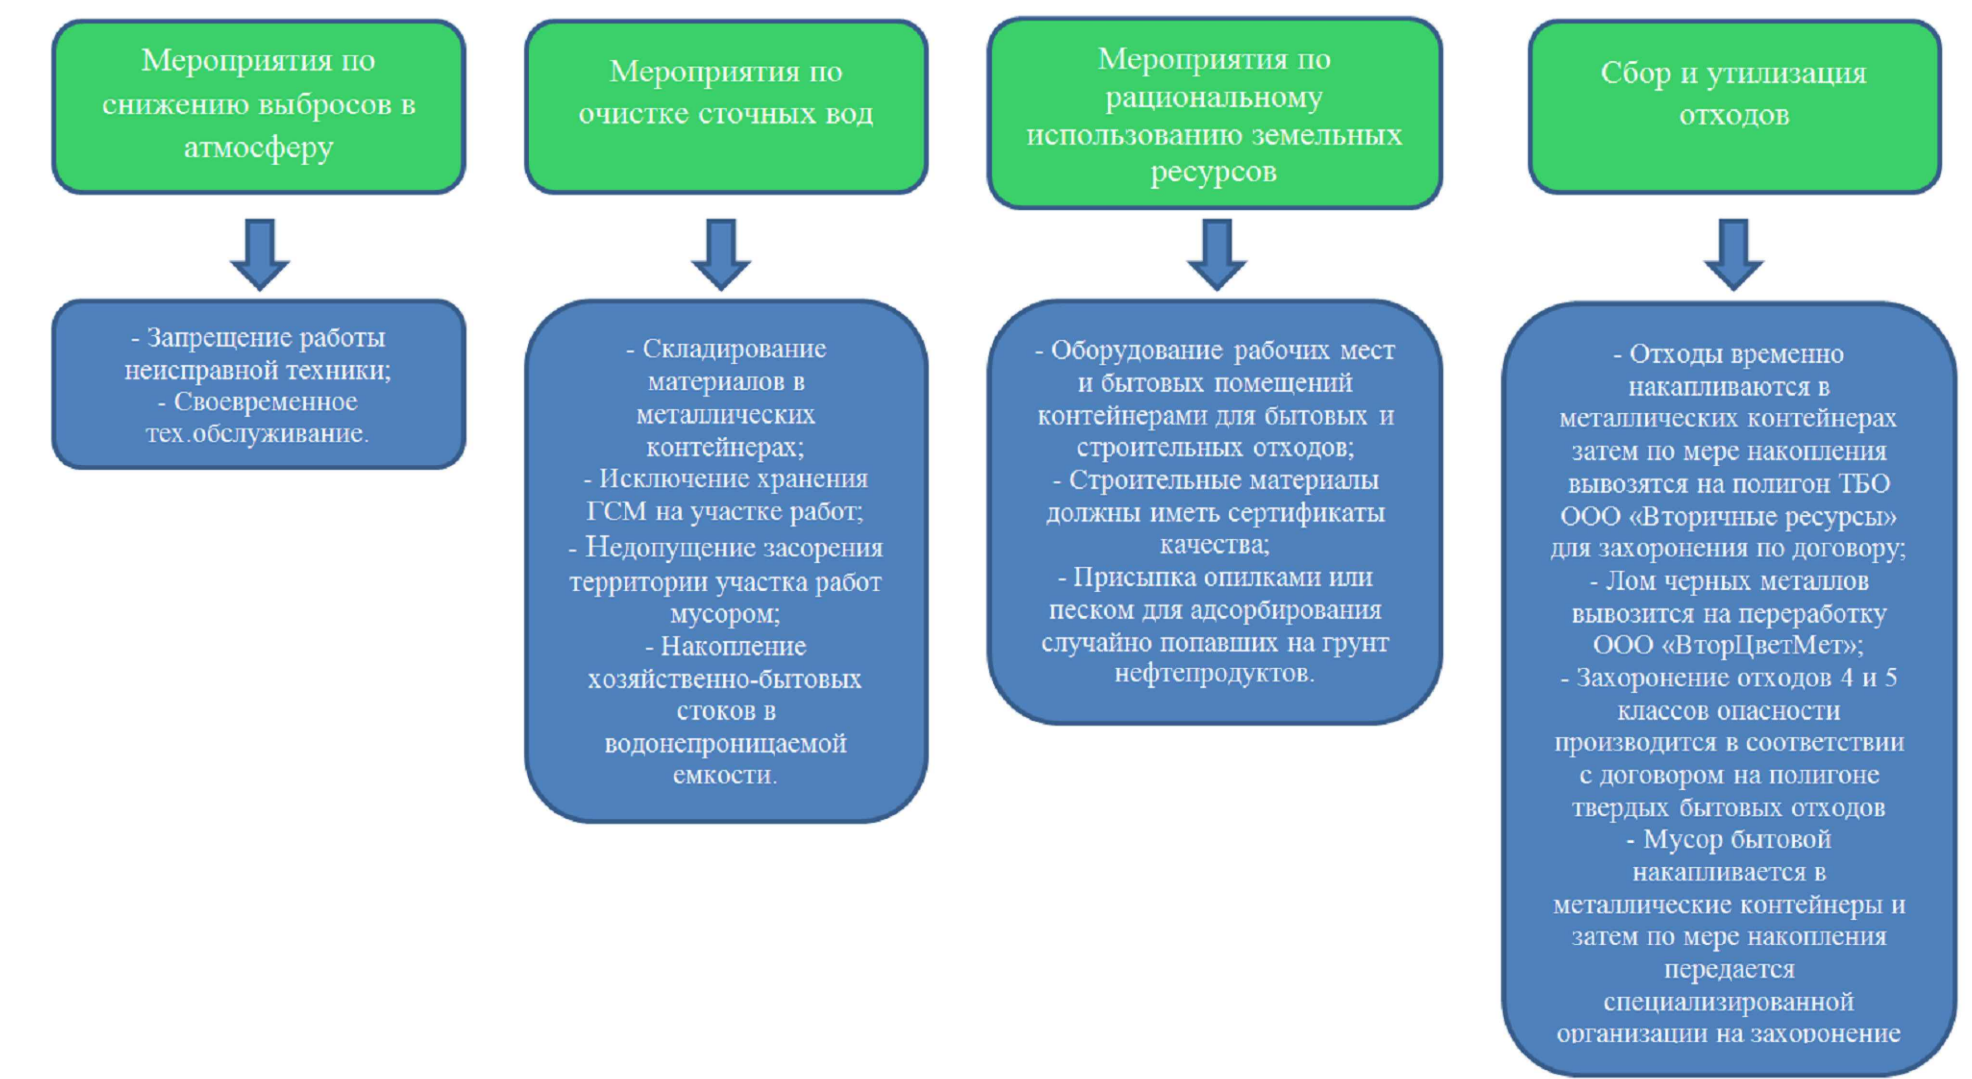 Мероприятия по
снижению выбросов в
атмосферу
Мероприятия по
очистке сточных вод
Мероприятия по
рациональному
использованию земельных
ресурсов
Сбор и утилизация
отходов
- Запрещение работы
неисправной техники;
- Своевременное
тех.обслуживание.
- Складирование
материалов в
металлических
контейнерах;
- Исключение хранения
ГСМ на участке работ;
- Недопущение засорения
территории участка работ
мусором;
- Накопление
хозяйственно-бытовых
стоков в
водонепроницаемой
емкости.
- Оборудование рабочих мест
и бытовых помещений
контейнерами для бытовых и
строительных отходов;
- Строительные материалы
должны иметь сертификаты
качества;
- Присыпка опилками или
песком для адсорбирования
случайно попавших на грунт
нефтепродуктов.
- Отходы временно
накапливаются в
металлических контейнерах
затем по мере накопления
вывозятся на полигон ТБО
ООО «Вторичные ресурсы»
для захоронения по договору;
- Лом черных металлов
вывозится на переработку
ООО «ВторЦветМет»;
- Захоронение отходов 4 и 5
классов опасности
производится в соответствии
с договором на полигоне
твердых бытовых отходов
- Мусор бытовой
накапливается в
металлические контейнеры и
затем по мере накопления
передается
специализированной
организации на захоронение